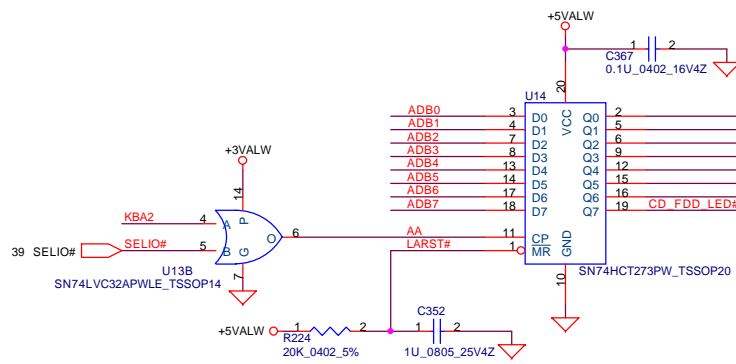 +5VALW
1 2
C367
0.1U_0402_16V4Z
20
U14
VCC
ADB0 3 D0 Q0 2
ADB1 4 D1 Q1 5
ADB2 7 D2 Q2 6
ADB3 8 D3 Q3 9
ADB4 13 D4 Q4 12
ADB5 14 D5 Q5 15
ADB6 17 D6 Q6 16
ADB7 18 D7 Q7 19 CD_FDD_LED#
+3VALW
14
KBA2 4 A P
O 6 AA 11 CP
39 SELIO# SELIO# 5 B G
LARST# 1 MR
GND
7
10
U13B
SN74LVC32APWLE_TSSOP14
SN74HCT273PW_TSSOP20
+5VALW 1 2
R224
20K_0402_5%
C352
1 2
1U_0805_25V4Z